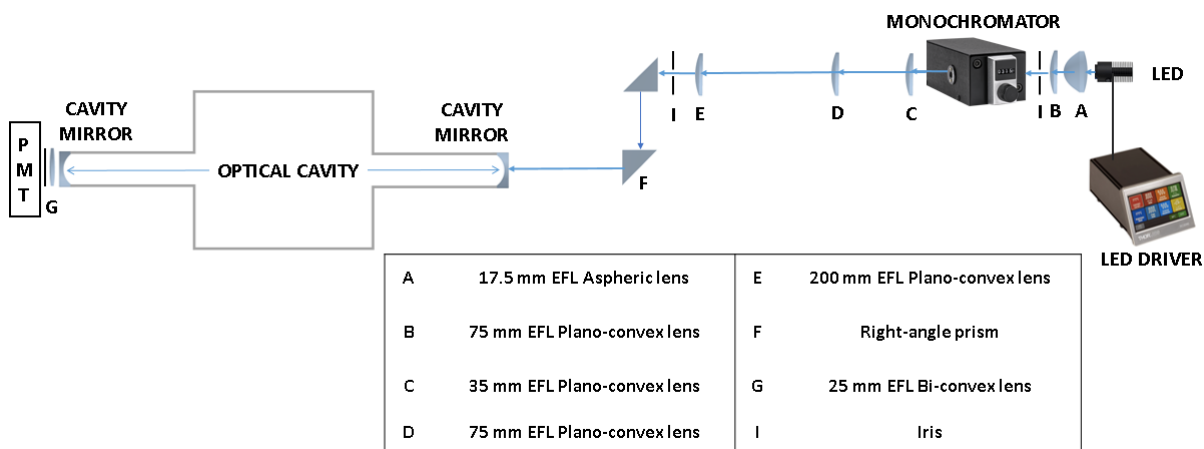 MONOCHROMATOR
LED
I
E
D
C
I
B
A
CAVITY
MIRROR
CAVITY
MIRROR
P
M
T
OPTICAL CAVITY
G
F
LED DRIVER
A 17.5 mm EFL Aspheric lens E 200 mm EFL Plano-convex lens
B 75 mm EFL Plano-convex lens F Right-angle prism
C 35 mm EFL Plano-convex lens G 25 mm EFL Bi-convex lens
D 75 mm EFL Plano-convex lens I Iris